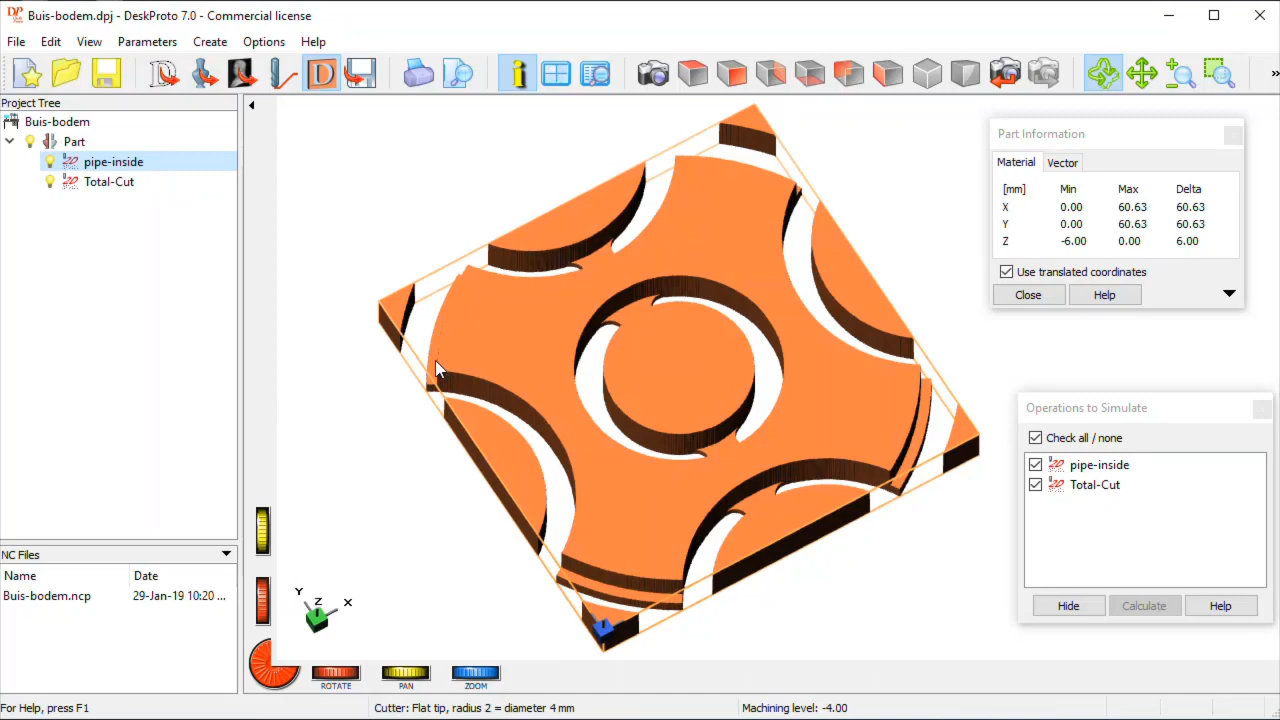 Buis-bodem.dpj - DeskProto 7.0 - Commercial license
File Edit View Parameters Create Options Help
Project Tree
Buis-bodem
Part
pipe-inside
Total-Cut
Part Information
Material Vector
[mm] Min Max Delta
X 0.00 60.63 60.63
Y 0.00 60.63 60.63
Z -6.00 0.00 6.00
Use translated coordinates
Close Help
Operations to Simulate
Check all / none
pipe-inside
Total-Cut
Hide Calculate Help
NC Files
Name Date
Buis-bodem.ncp 29-Jan-19 10:20 ...
Y Z X
ROTATE PAN ZOOM
For Help, press F1 Cutter: Flat tip, radius 2 = diameter 4 mm Machining level: -4.00